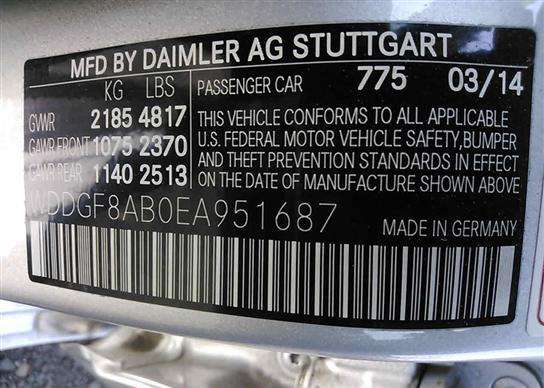 MFD BY DAIMLER AG STUTTGART
KG LBS
PASSENGER CAR 775 03/14
GVWR 2185 4817
GAWR FRONT 1075 2370
GAWR REAR 1140 2513
THIS VEHICLE CONFORMS TO ALL APPLICABLE
U.S. FEDERAL MOTOR VEHICLE SAFETY, BUMPER
AND THEFT PREVENTION STANDARDS IN EFFECT
ON THE DATE OF MANUFACTURE SHOWN ABOVE
WDDGF8AB0EA951687
MADE IN GERMANY